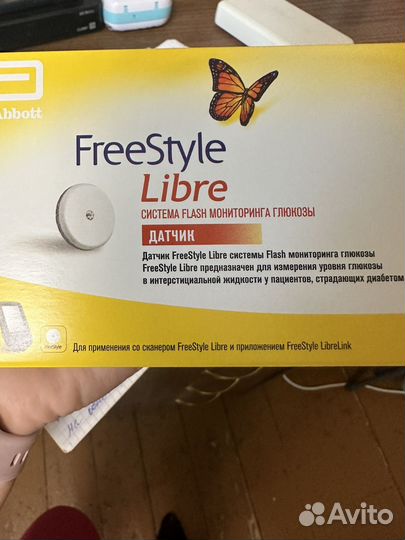 Abbott
FreeStyle
Libre
СИСТЕМА FLASH МОНИТОРИНГА ГЛЮКОЗЫ
ДАТЧИК
Датчик FreeStyle Libre системы Flash мониторинга глюкозы
FreeStyle Libre предназначен для измерения уровня глюкозы
в интерстициальной жидкости у пациентов, страдающих диабетом
Для применения со сканером FreeStyle Libre и приложением FreeStyle LibreLink
Avito